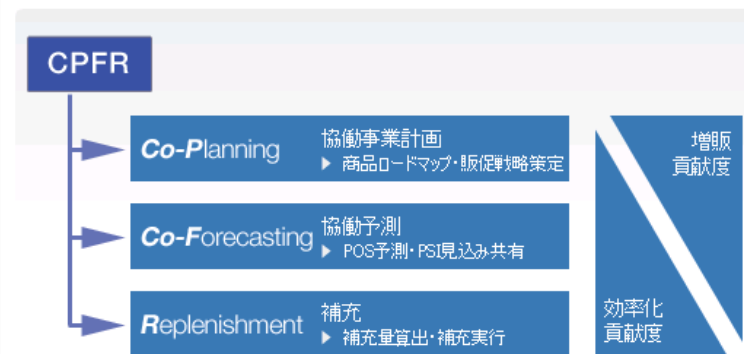 CPFR
Co-Planning
協働事業計画
▶ 商品ロードマップ・販促戦略策定
Co-Forecasting
協働予測
▶ POS予測・PSI見込み共有
Replenishment
補充
▶ 補充量算出・補充実行
増販
貢献度
効率化
貢献度